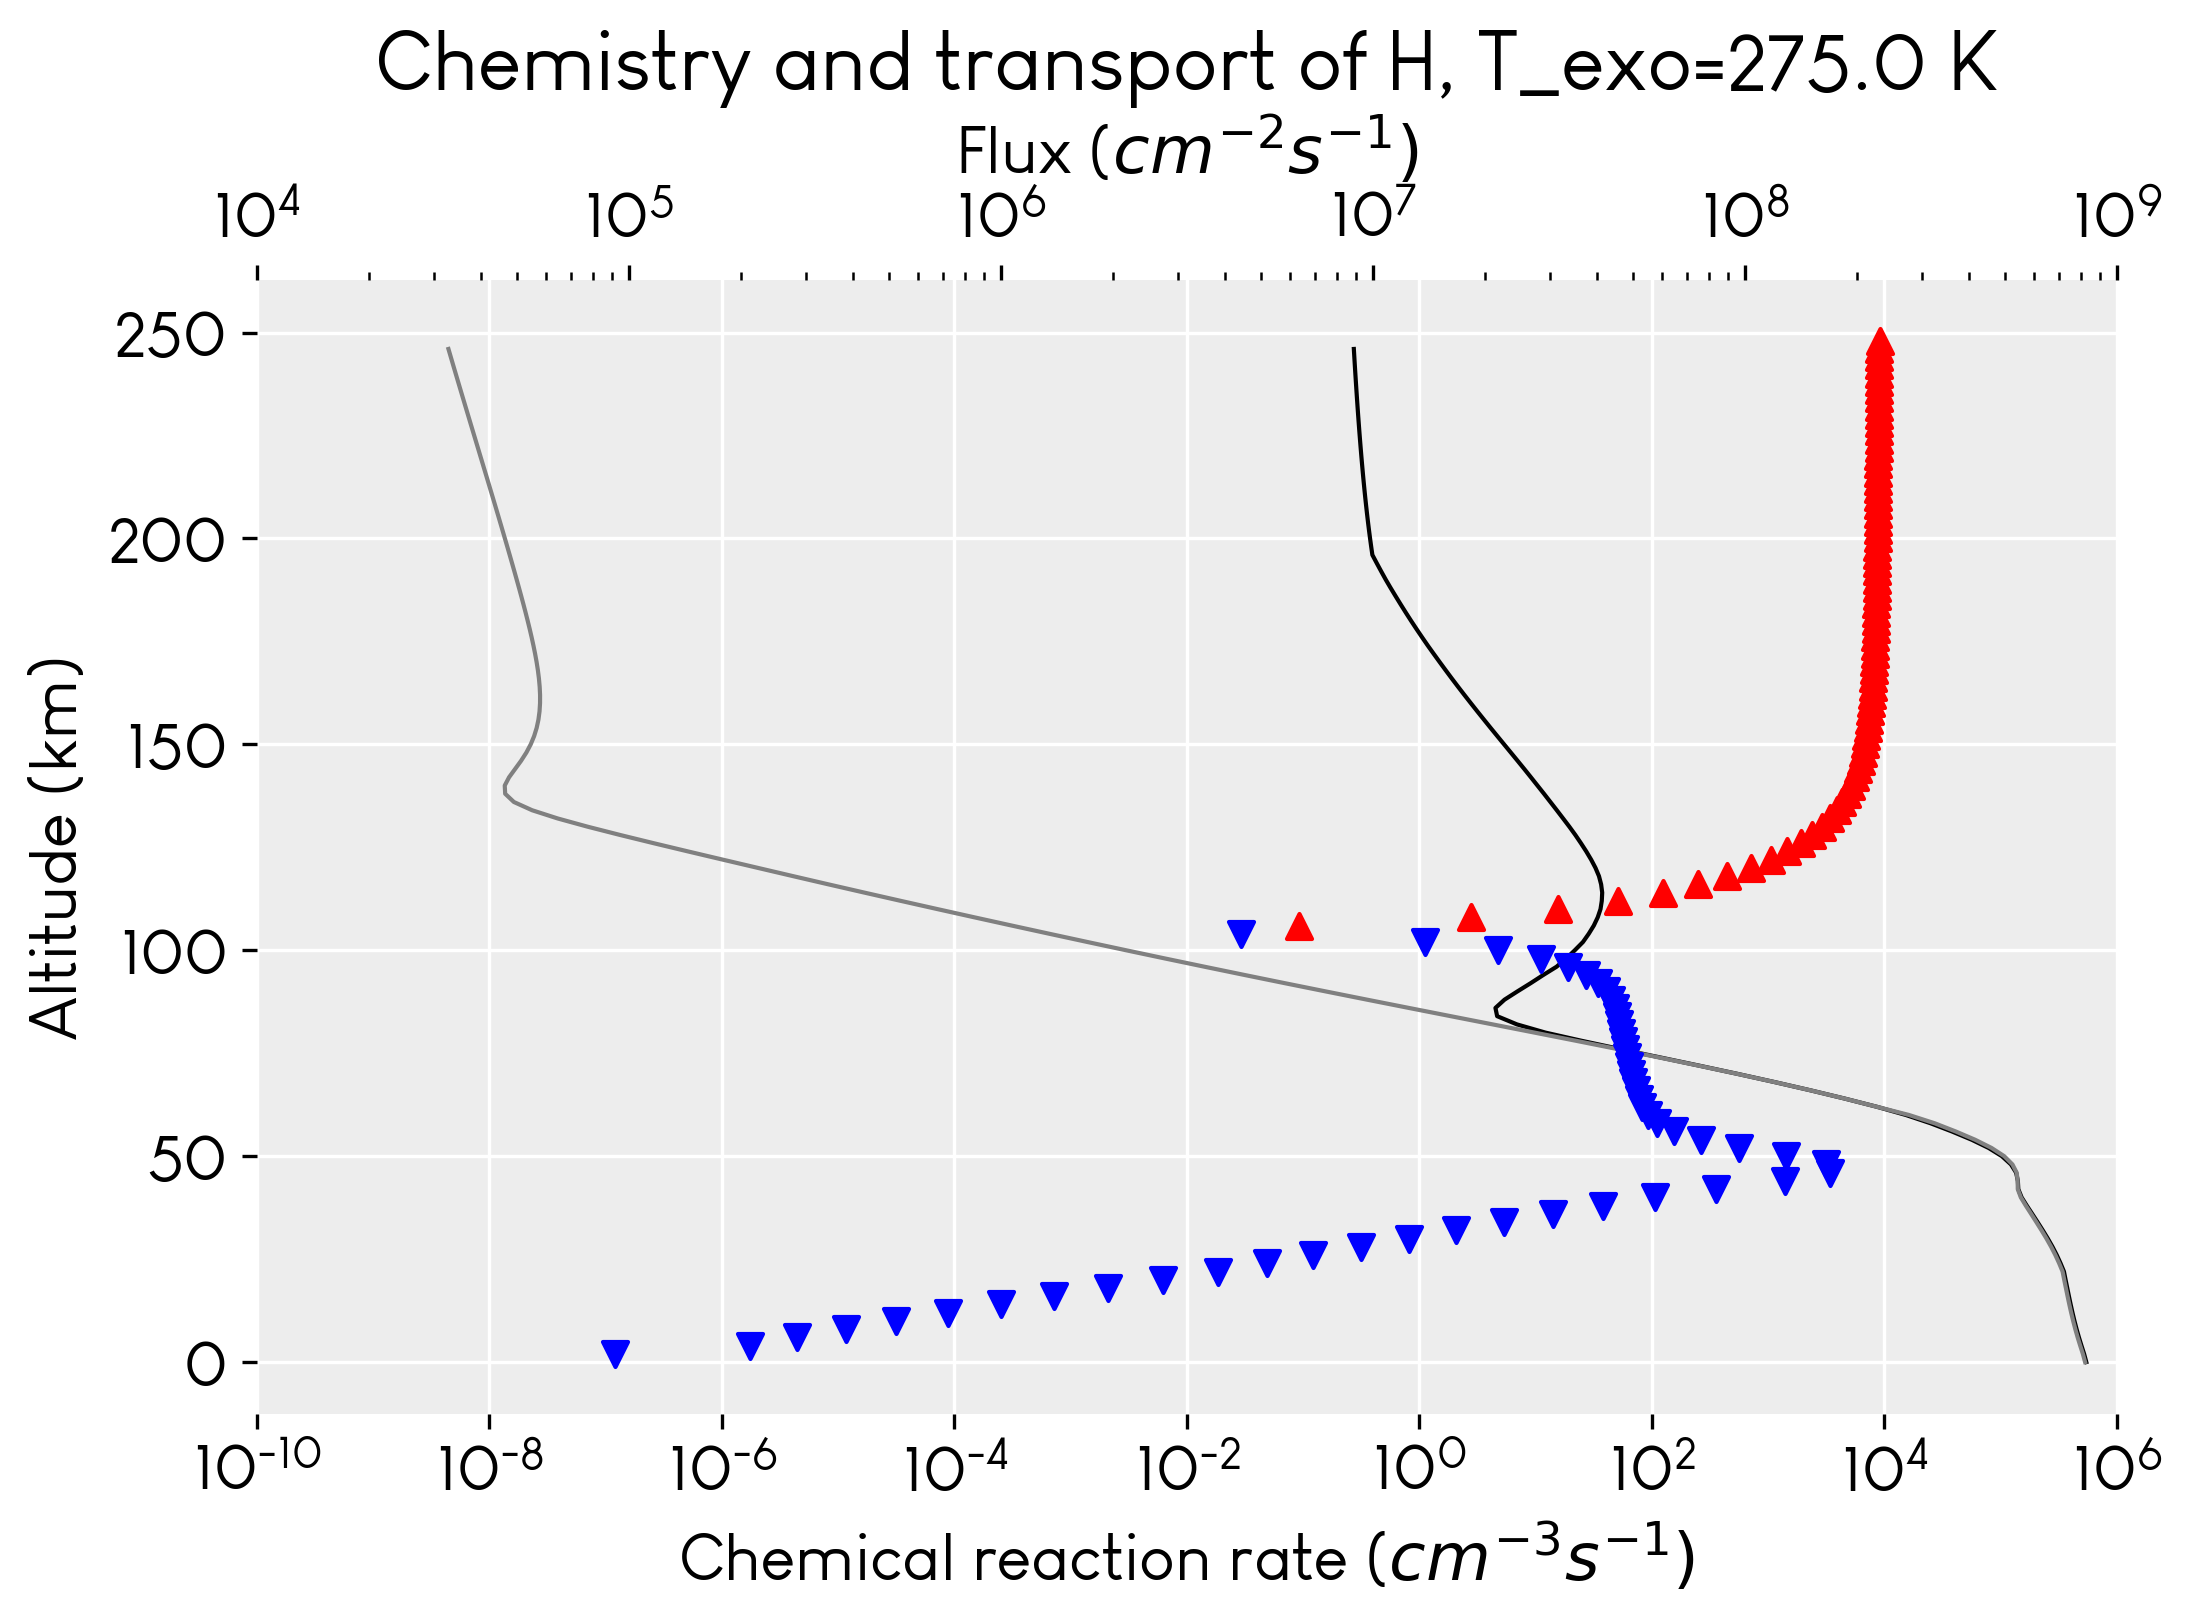 Chemistry and transport of H, T_exo=275.0 K
Flux (cm⁻²s⁻¹)
10⁴ 10⁵ 10⁶ 10⁷ 10⁸ 10⁹
250
200
150
100
50
0
Altitude (km)
10⁻¹⁰ 10⁻⁸ 10⁻⁶ 10⁻⁴ 10⁻² 10⁰ 10² 10⁴ 10⁶
Chemical reaction rate (cm⁻³s⁻¹)